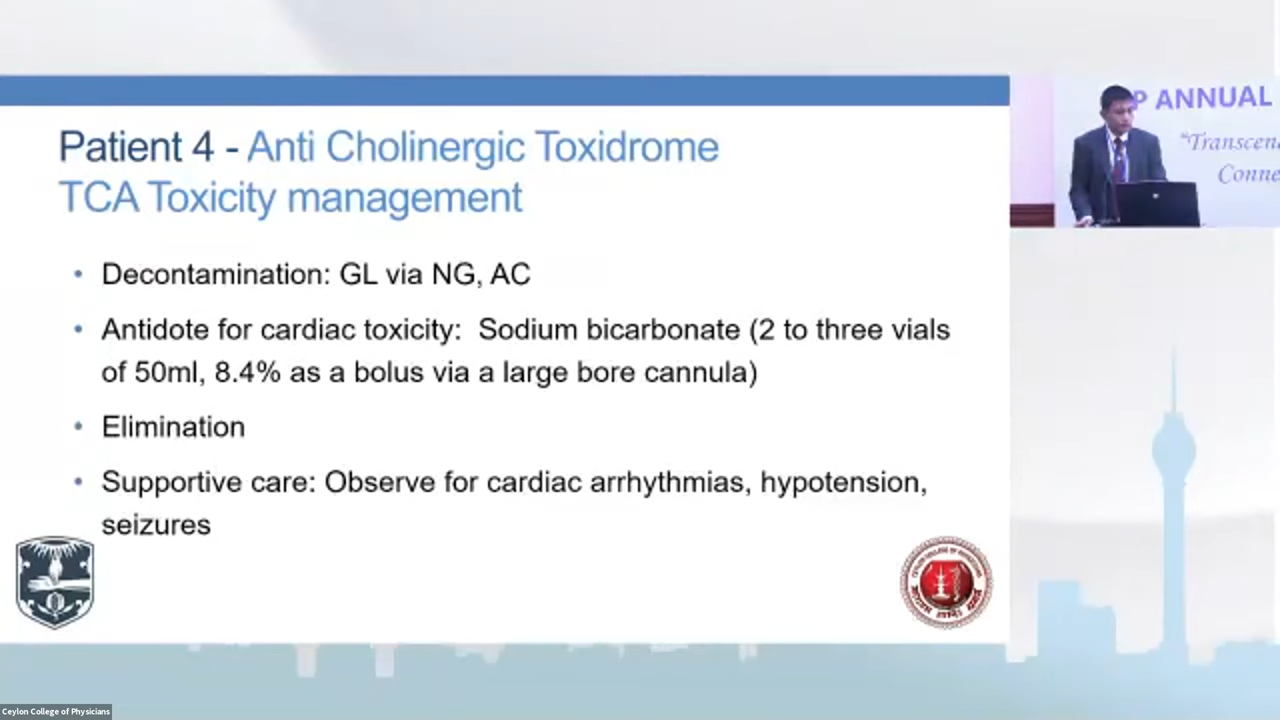 Patient 4 - Anti Cholinergic Toxidrome
TCA Toxicity management
• Decontamination: GL via NG, AC
• Antidote for cardiac toxicity: Sodium bicarbonate (2 to three vials
of 50ml, 8.4% as a bolus via a large bore cannula)
• Elimination
• Supportive care: Observe for cardiac arrhythmias, hypotension,
seizures
P ANNUAL
"Transcen
Conne
Ceylon College of Physicians